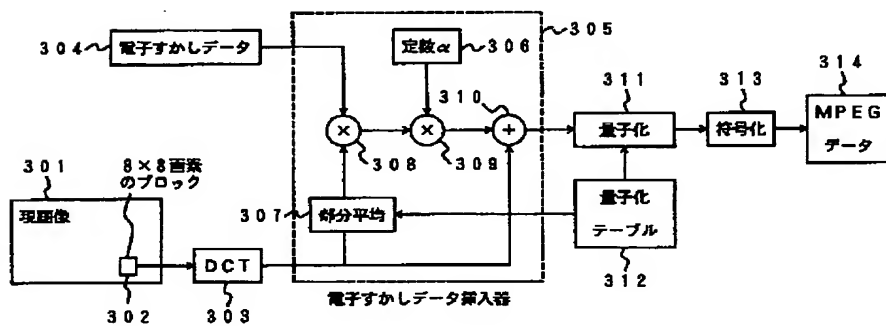 304
電子すかしデータ
定数α
306
305
310
311
313
314
MPEG
データ
量子化
符号化
×
308
×
309
+
301
8×8画素
のブロック
現画像
307
部分平均
量子化
テーブル
312
DCT
302
303
電子すかしデータ挿入器